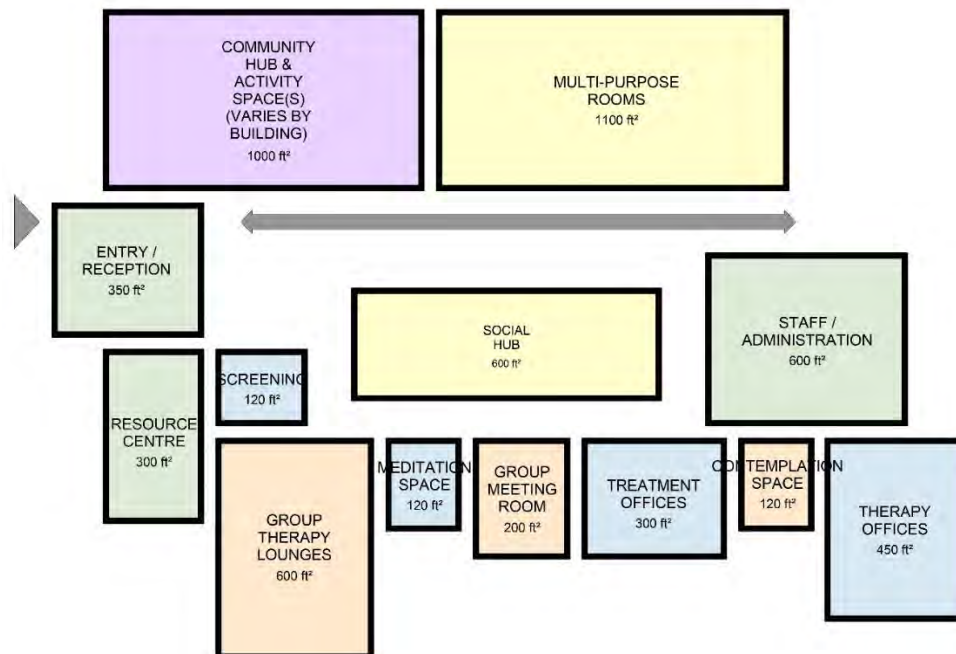 COMMUNITY
HUB &
ACTIVITY
SPACE(S)
(VARIES BY
BUILDING)
1000 ft²
MULTI-PURPOSE
ROOMS
1100 ft²
ENTRY /
RECEPTION
350 ft²
SOCIAL
HUB
600 ft²
STAFF /
ADMINISTRATION
600 ft²
RESOURCE
CENTRE
300 ft²
SCREENING
120 ft²
GROUP
THERAPY
LOUNGES
600 ft²
MEDITATION
SPACE
120 ft²
GROUP
MEETING
ROOM
200 ft²
TREATMENT
OFFICES
300 ft²
CONTEMPLATION
SPACE
120 ft²
THERAPY
OFFICES
450 ft²